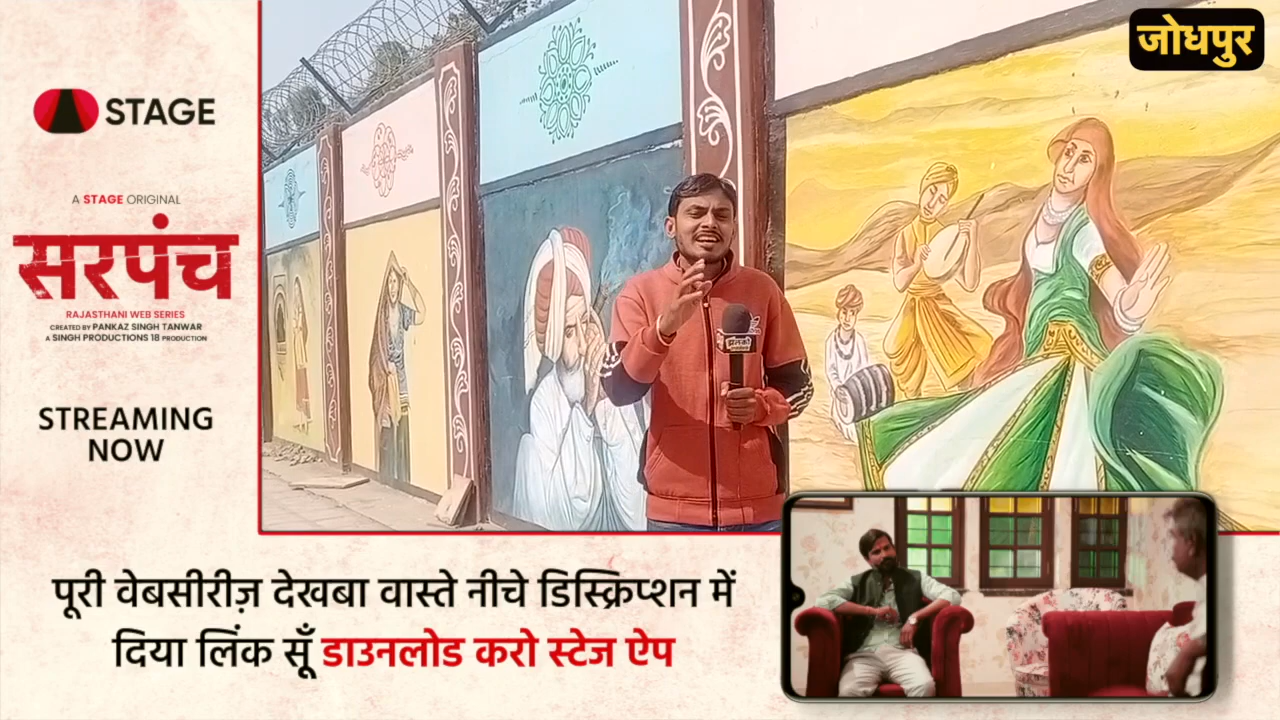 जोधपुर
STAGE
A STAGE ORIGINAL
सरपंच
RAJASTHANI WEB SERIES
CREATED BY PANKAZ SINGH TANWAR
A SINGH PRODUCTIONS 18 PRODUCTION
STREAMING
NOW
झलको
पूरी वेबसीरीज़ देखबा वास्ते नीचे डिस्क्रिप्शन में
दिया लिंक सूँ डाउनलोड करो स्टेज ऐप